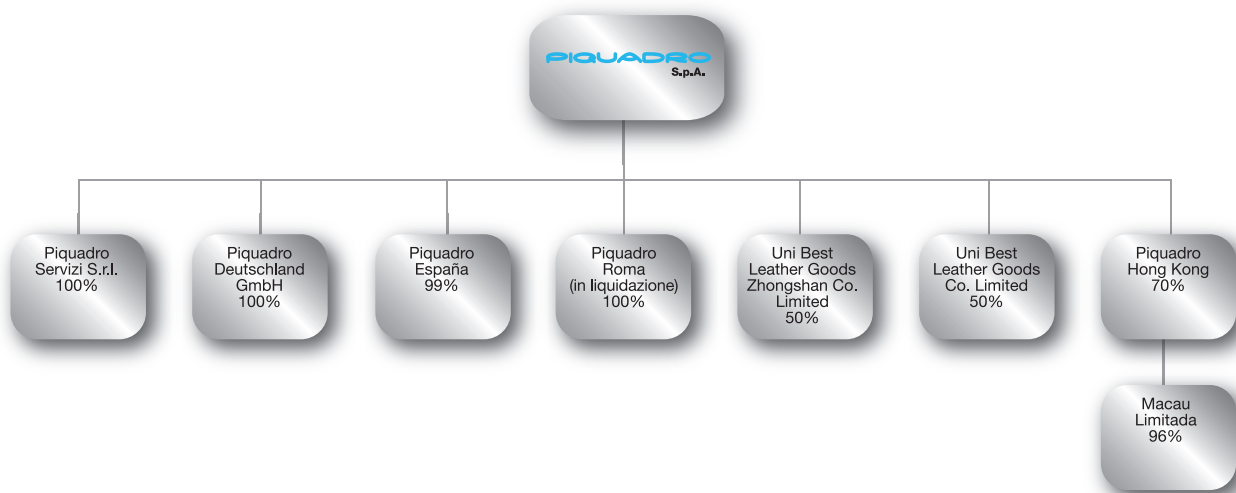 PIQUADRO
S.p.A.
Piquadro
Servizi S.r.l.
100%
Piquadro
Deutschland
GmbH
100%
Piquadro
España
99%
Piquadro
Roma
(in liquidazione)
100%
Uni Best
Leather Goods
Zhongshan Co.
Limited
50%
Uni Best
Leather Goods
Co. Limited
50%
Piquadro
Hong Kong
70%
Macau
Limitada
96%